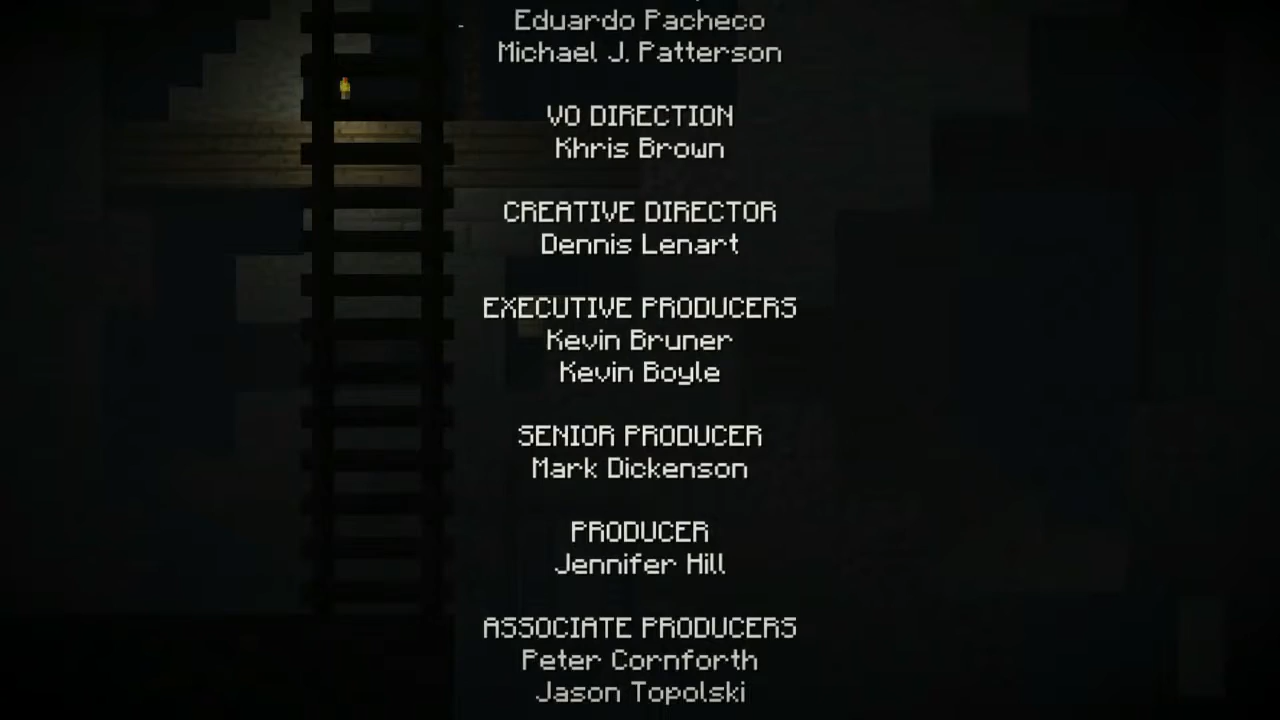 Eduardo Pacheco
Michael J. Patterson
VO DIRECTION
Khris Brown
CREATIVE DIRECTOR
Dennis Lenart
EXECUTIVE PRODUCERS
Kevin Bruner
Kevin Boyle
SENIOR PRODUCER
Mark Dickenson
PRODUCER
Jennifer Hill
ASSOCIATE PRODUCERS
Peter Cornforth
Jason Topolski